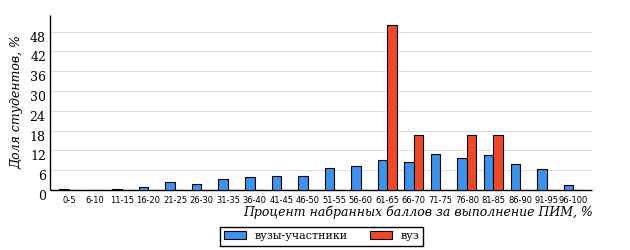 Доля студентов, %
48
42
36
30
24
18
12
6
0
0-5 6-10 11-15 16-20 21-25 26-30 31-35 36-40 41-45 46-50 51-55 56-60 61-65 66-70 71-75 76-80 81-85 86-90 91-95 96-100
Процент набранных баллов за выполнение ПИМ, %
вузы-участники вуз